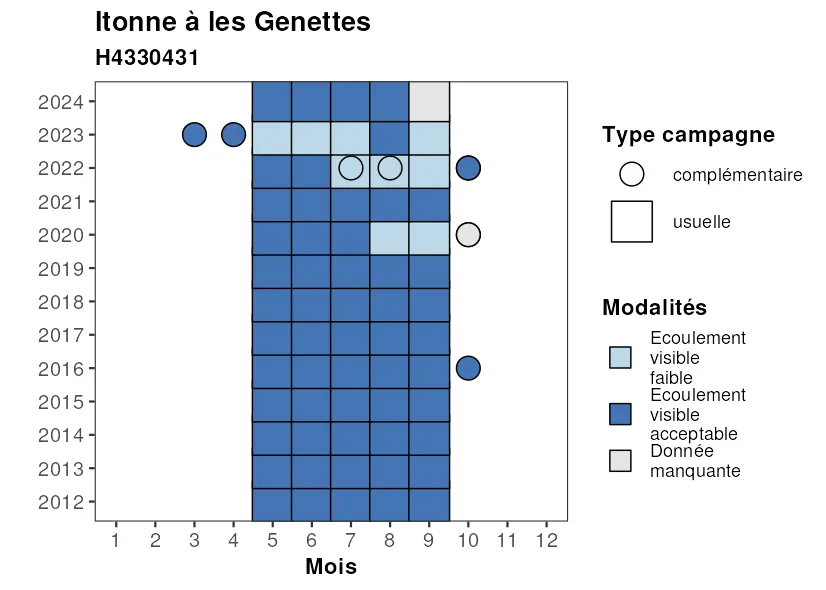 Itonne à les Genettes
H4330431
2024
2023
2022
2021
2020
2019
2018
2017
2016
2015
2014
2013
2012
1 2 3 4 5 6 7 8 9 10 11 12
Mois
Type campagne
complémentaire
usuelle
Modalités
Ecoulement
visible
faible
Ecoulement
visible
acceptable
Donnée
manquante